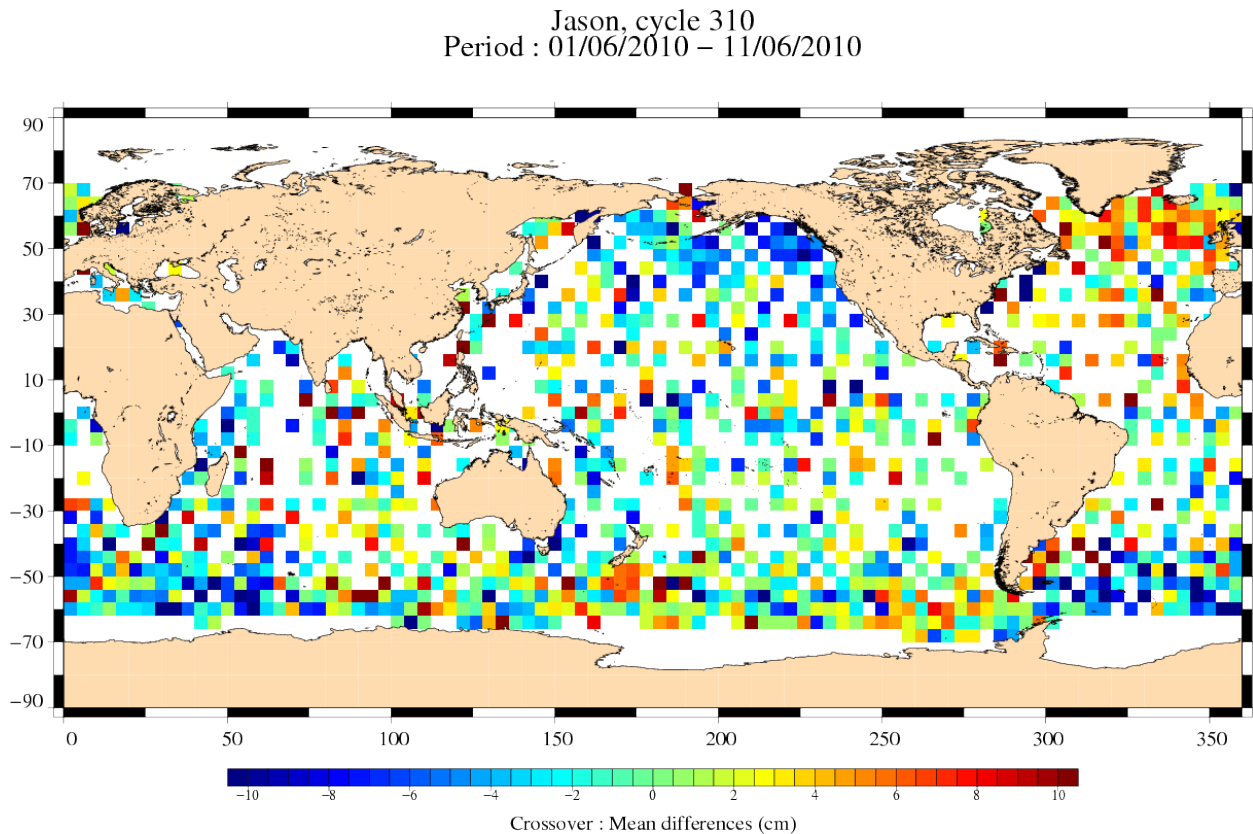 Jason, cycle 310
Period : 01/06/2010 – 11/06/2010
90
70
50
30
10
−10
−30
−50
−70
−90
0 50 100 150 200 250 300 350
−10 −8 −6 −4 −2 0 2 4 6 8 10
Crossover : Mean differences (cm)